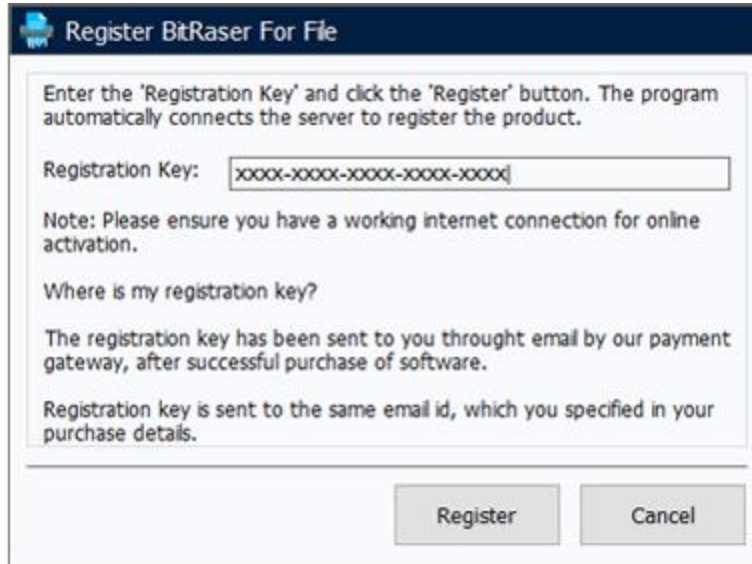 Register BitRaser For File
Enter the 'Registration Key' and click the 'Register' button. The program
automatically connects the server to register the product.
Registration Key: xxxx-xxxx-xxxx-xxxx-xxxx
Note: Please ensure you have a working internet connection for online
activation.
Where is my registration key?
The registration key has been sent to you throught email by our payment
gateway, after successful purchase of software.
Registration key is sent to the same email id, which you specified in your
purchase details.
Register Cancel